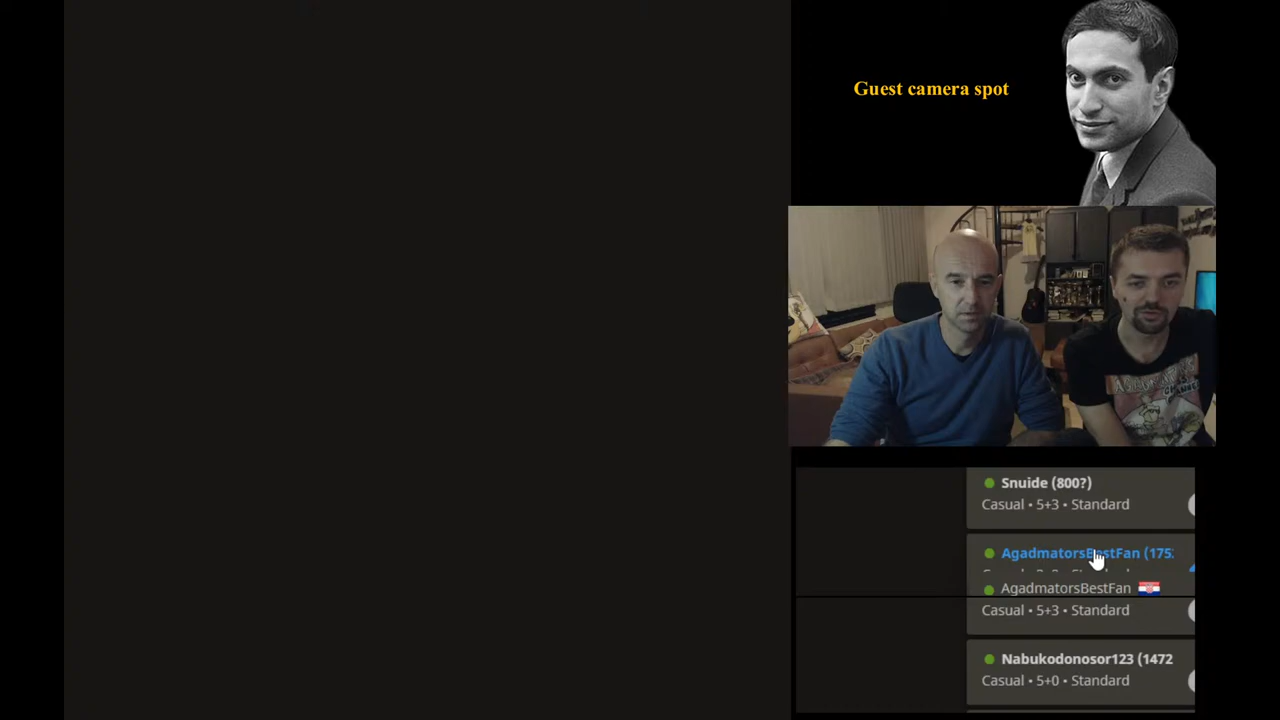 Guest camera spot
Snuide (800?)
Casual • 5+3 • Standard
AgadmatorsBestFan (175
AgadmatorsBestFan
Casual • 5+3 • Standard
Nabukodonosor123 (1472
Casual • 5+0 • Standard